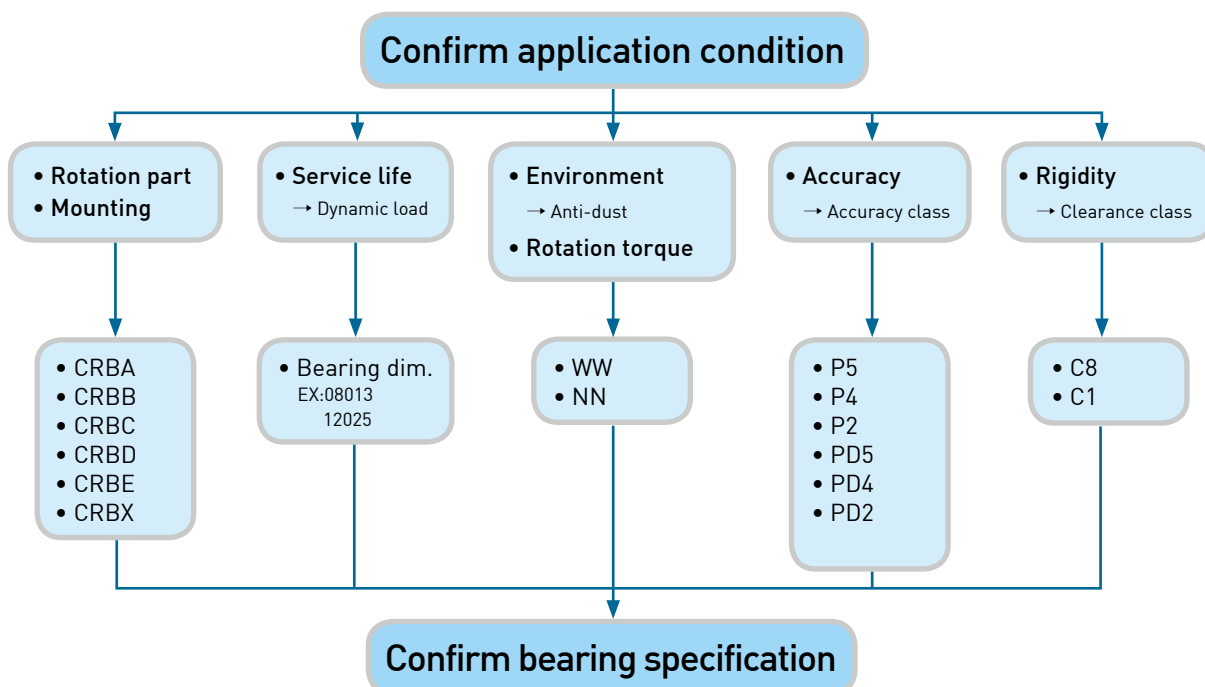 Confirm application condition
• Rotation part
• Mounting
• Service life
→ Dynamic load
• Environment
→ Anti-dust
• Rotation torque
• Accuracy
→ Accuracy class
• Rigidity
→ Clearance class
• CRBA
• CRBB
• CRBC
• CRBD
• CRBE
• CRBX
• Bearing dim.
EX:08013
12025
• WW
• NN
• P5
• P4
• P2
• PD5
• PD4
• PD2
• C8
• C1
Confirm bearing specification